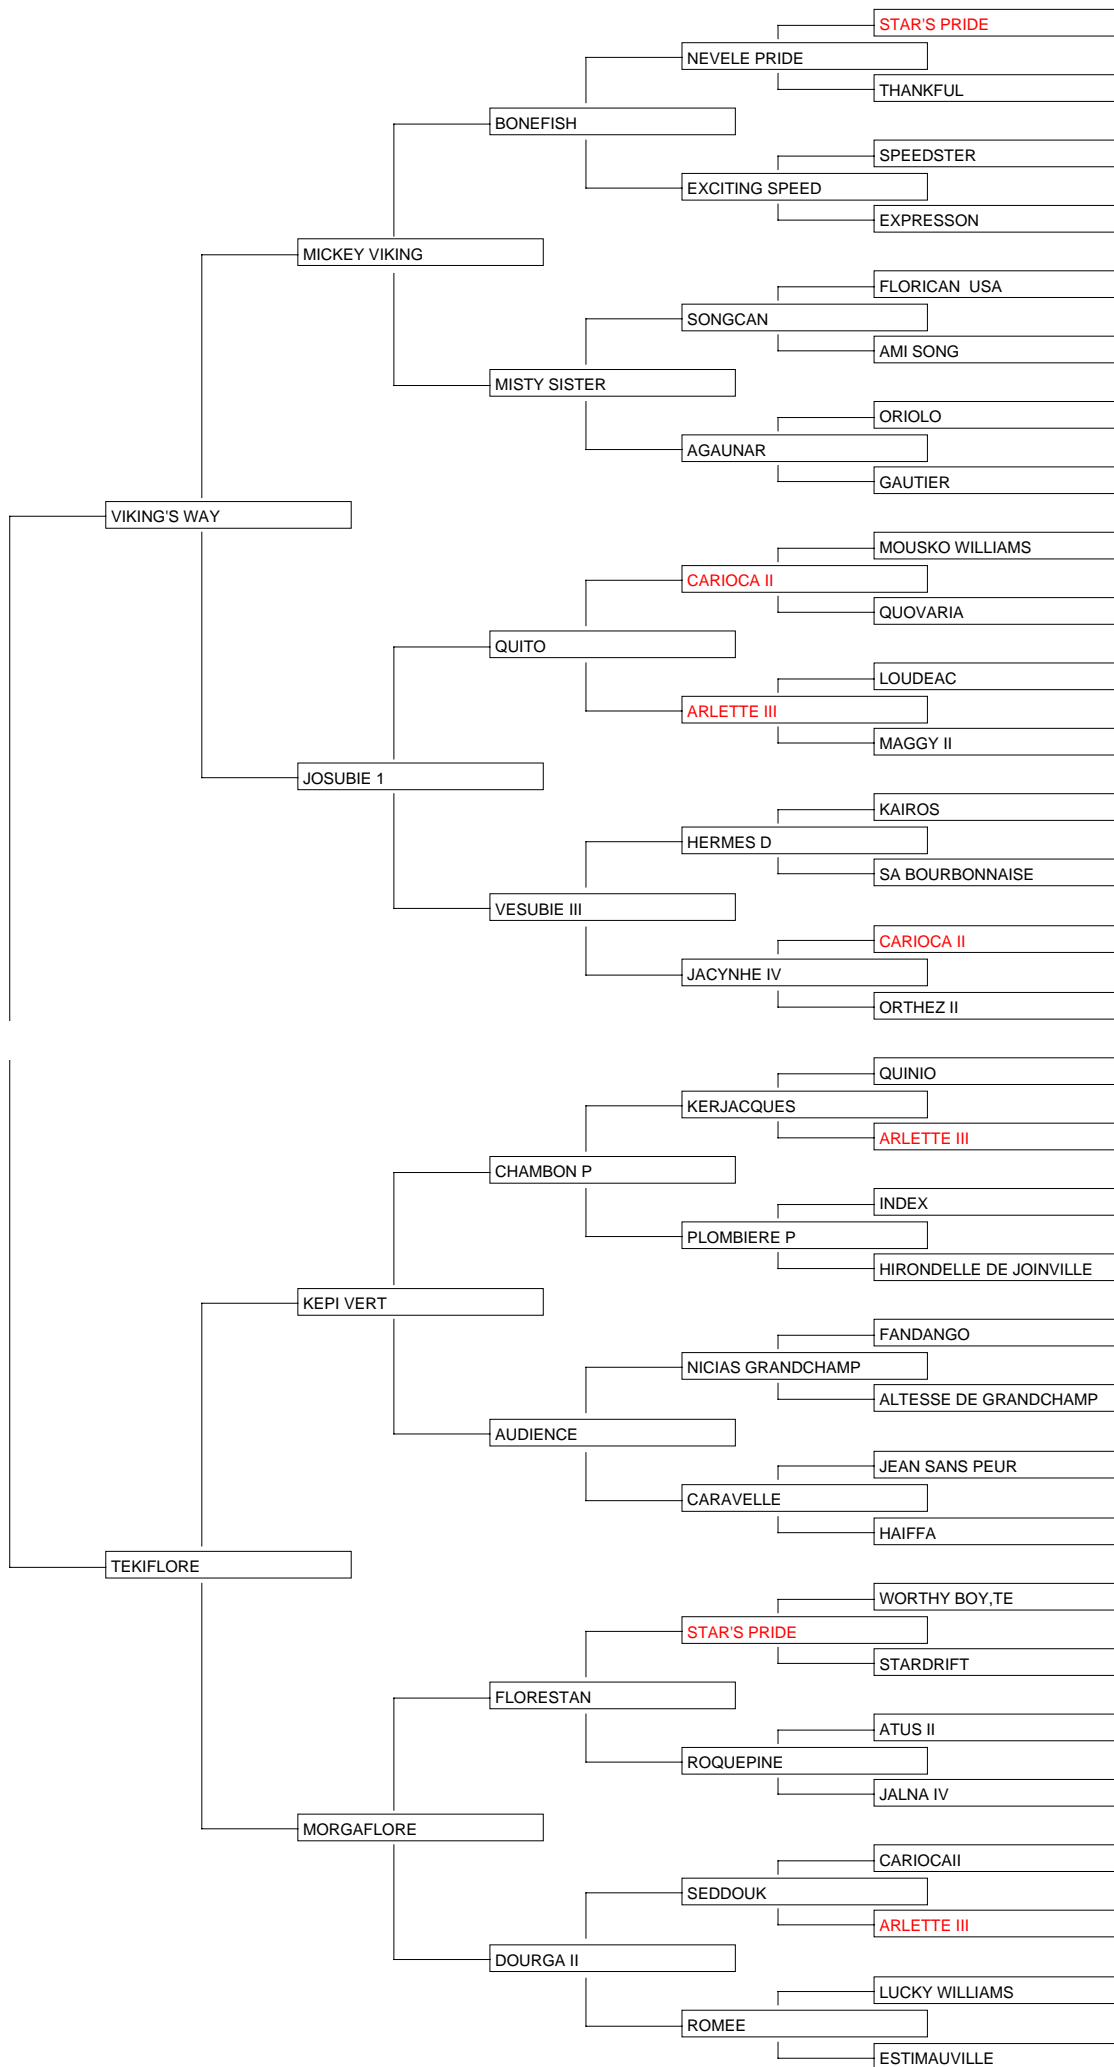 STAR'S PRIDE
NEVELE PRIDE
THANKFUL
BONEFISH
SPEEDSTER
EXCITING SPEED
EXPRESSON
MICKEY VIKING
FLORICAN  USA
SONGCAN
AMI SONG
MISTY SISTER
ORIOLO
AGAUNAR
GAUTIER
VIKING'S WAY
MOUSKO WILLIAMS
CARIOCA II
QUOVARIA
QUITO
LOUDEAC
ARLETTE III
MAGGY II
JOSUBIE 1
KAIROS
HERMES D
SA BOURBONNAISE
VESUBIE III
CARIOCA II
JACYNHE IV
ORTHEZ II
QUINIO
KERJACQUES
ARLETTE III
CHAMBON P
INDEX
PLOMBIERE P
HIRONDELLE DE JOINVILLE
KEPI VERT
FANDANGO
NICIAS GRANDCHAMP
ALTESSE DE GRANDCHAMP
AUDIENCE
JEAN SANS PEUR
CARAVELLE
HAIFFA
TEKIFLORE
WORTHY BOY,TE
STAR'S PRIDE
STARDRIFT
FLORESTAN
ATUS II
ROQUEPINE
JALNA IV
MORGAFLORE
CARIOCAII
SEDDOUK
ARLETTE III
DOURGA II
LUCKY WILLIAMS
ROMEE
ESTIMAUVILLE